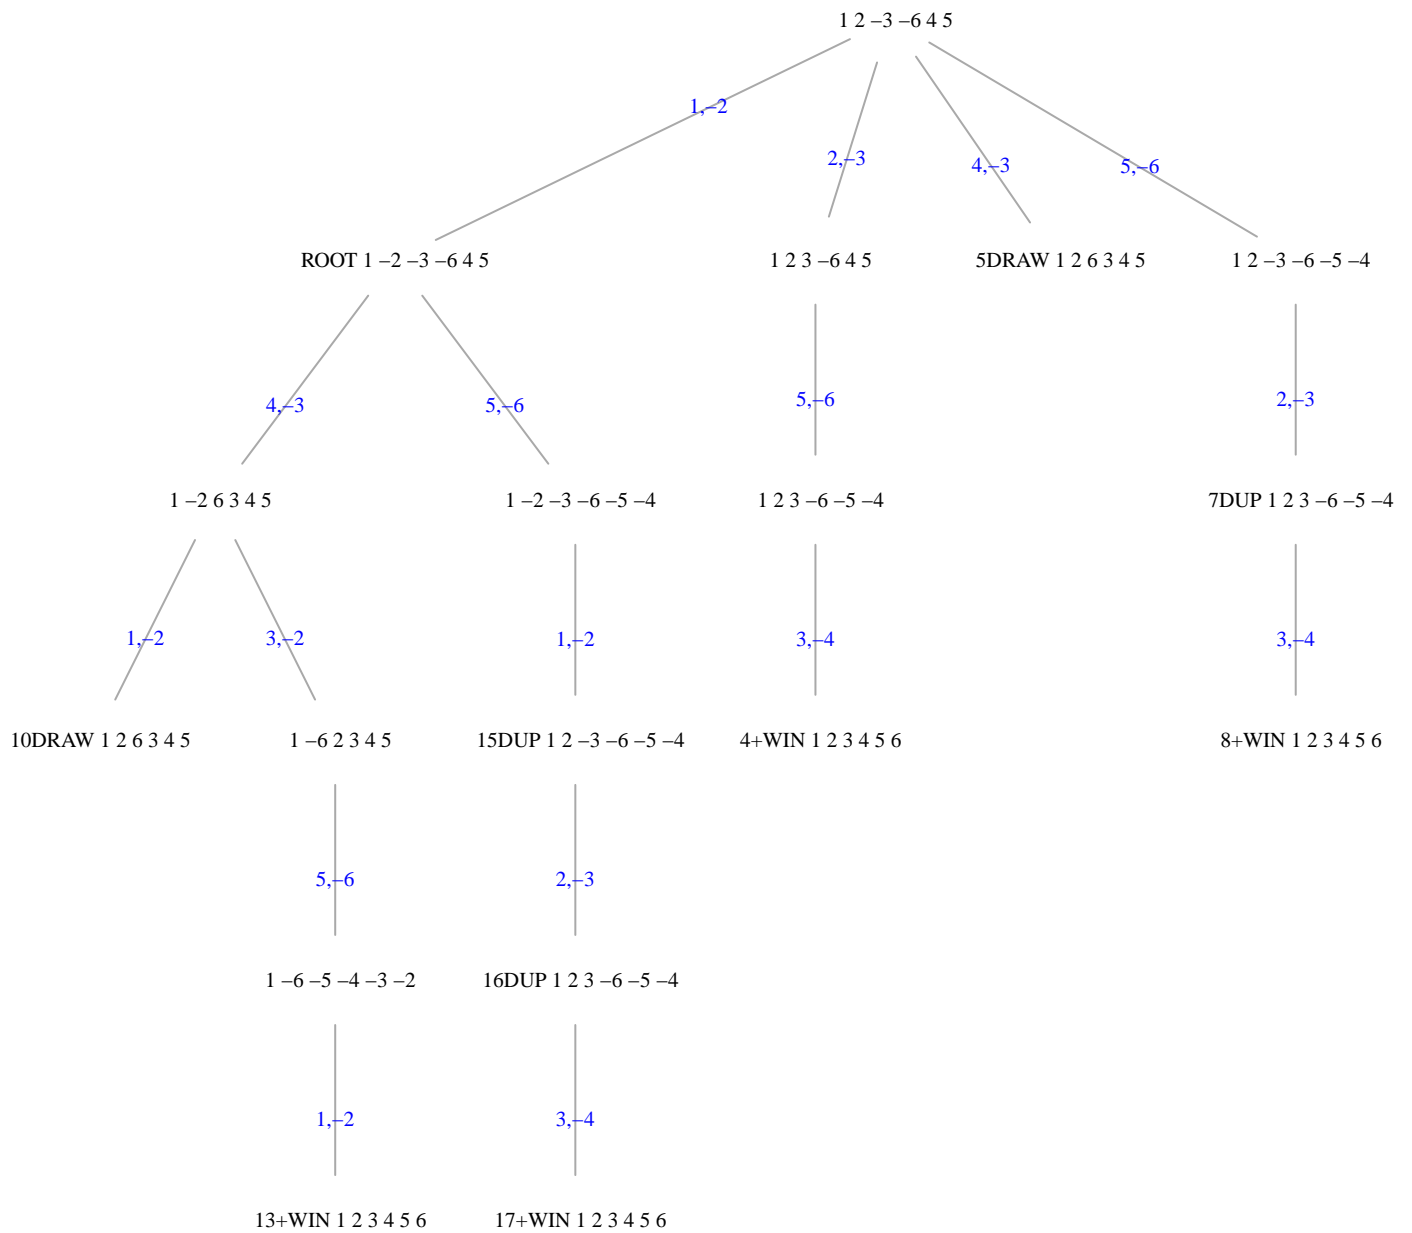 1 2 –3 –6 4 5
1,–2
2,–3
4,–3
5,–6
ROOT 1 –2 –3 –6 4 5
1 2 3 –6 4 5
5DRAW 1 2 6 3 4 5
1 2 –3 –6 –5 –4
4,–3
5,–6
5,–6
2,–3
1 –2 6 3 4 5
1 –2 –3 –6 –5 –4
1 2 3 –6 –5 –4
7DUP 1 2 3 –6 –5 –4
1,–2
3,–2
1,–2
3,–4
3,–4
10DRAW 1 2 6 3 4 5
1 –6 2 3 4 5
15DUP 1 2 –3 –6 –5 –4
4+WIN 1 2 3 4 5 6
8+WIN 1 2 3 4 5 6
5,–6
2,–3
1 –6 –5 –4 –3 –2
16DUP 1 2 3 –6 –5 –4
1,–2
3,–4
13+WIN 1 2 3 4 5 6
17+WIN 1 2 3 4 5 6